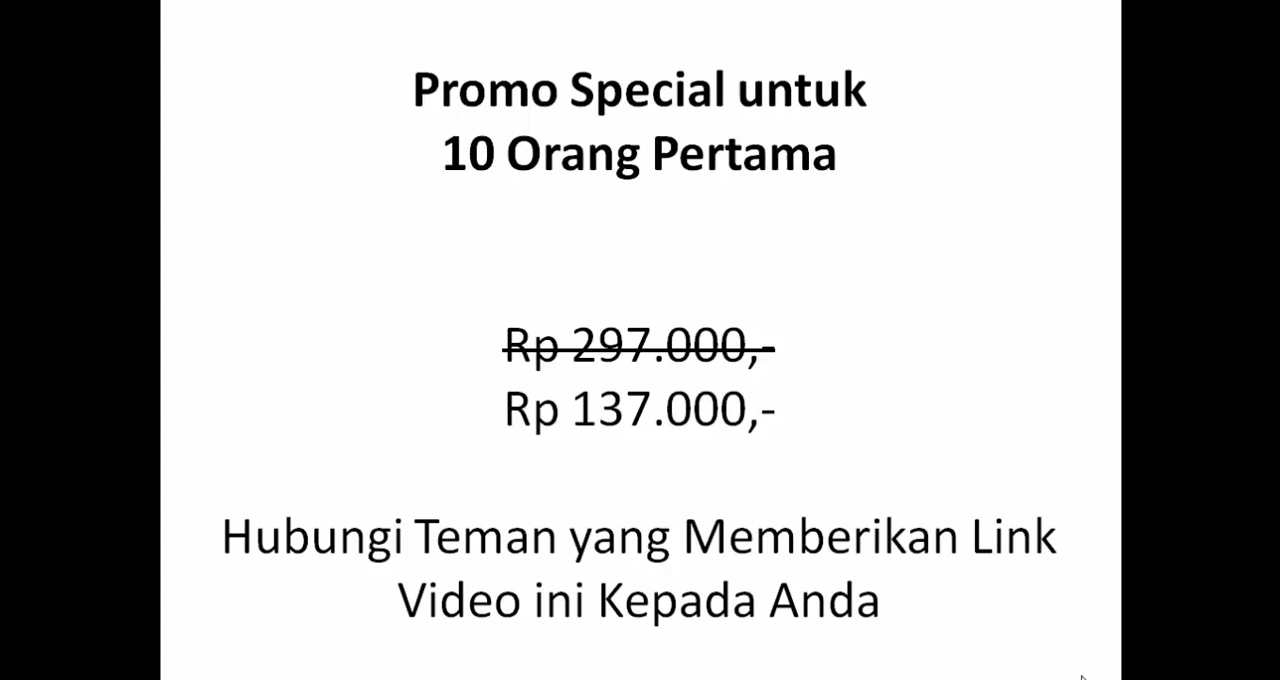 Promo Special untuk
10 Orang Pertama
Rp 297.000,-
Rp 137.000,-
Hubungi Teman yang Memberikan Link
Video ini Kepada Anda